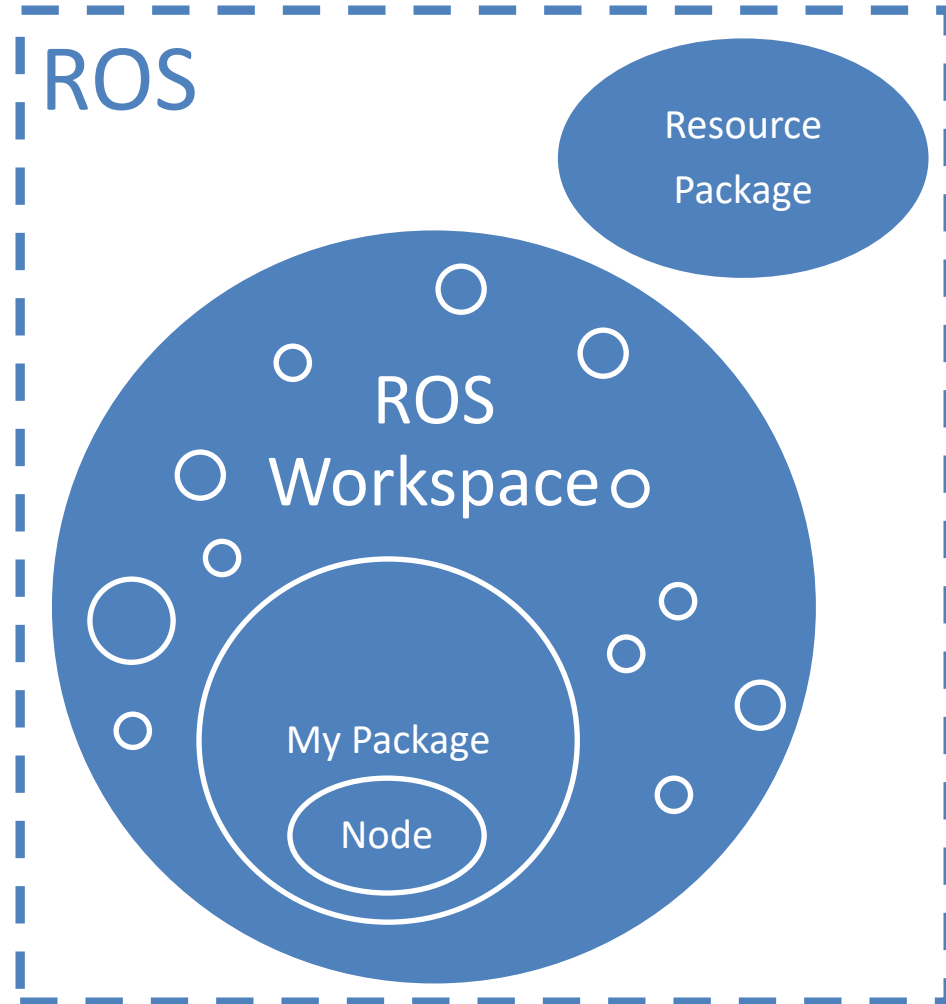 ROS
Resource
Package
ROS
Workspace
My Package
Node